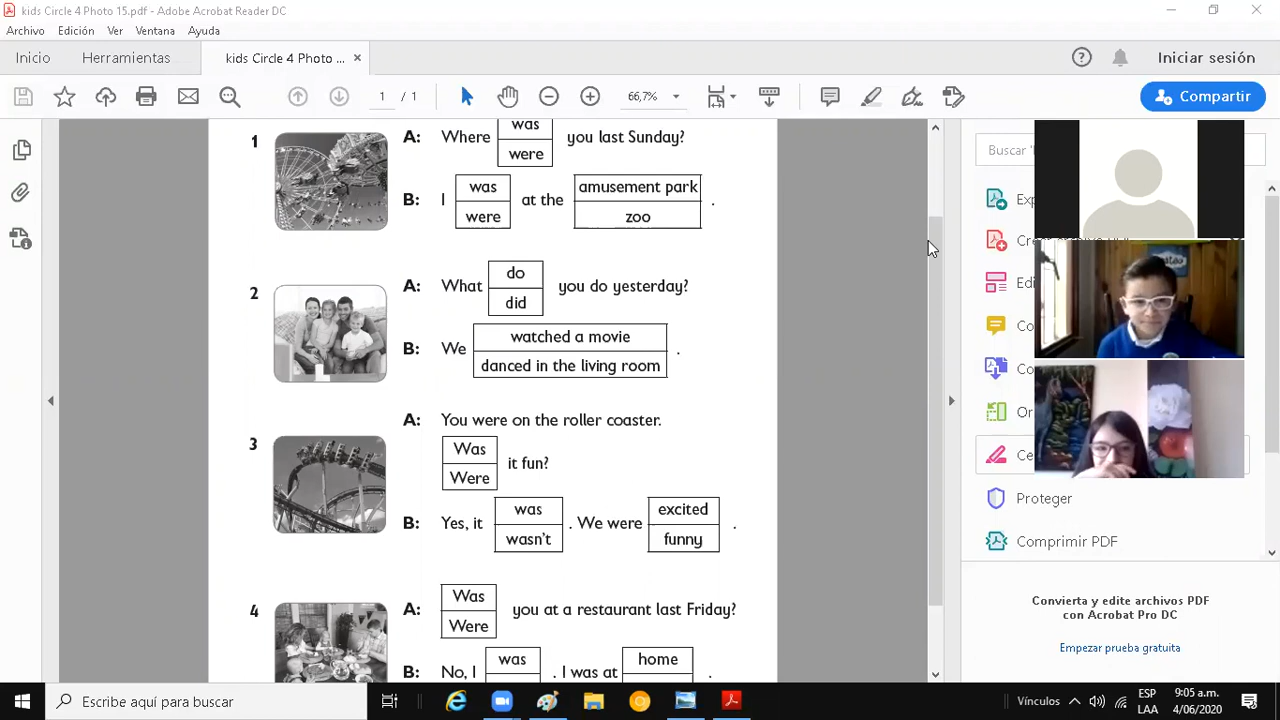 kids Circle 4 Photo 15.pdf - Adobe Acrobat Reader DC
Archivo Edición Ver Ventana Ayuda
Inicio Herramientas kids Circle 4 Photo ... ×
Iniciar sesión
1 / 1 66,7% Compartir
1 A: Where was you last Sunday?
were
B: I was at the amusement park .
were zoo
2 A: What do you do yesterday?
did
B: We watched a movie .
danced in the living room
3 A: You were on the roller coaster.
Was it fun?
Were
B: Yes, it was . We were excited .
wasn't funny
4 A: Was you at a restaurant last Friday?
Were
B: No, I was . I was at home .
Buscar
Proteger
Comprimir PDF
Convierta y edite archivos PDF
con Acrobat Pro DC
Empezar prueba gratuita
Escribe aquí para buscar
Vínculos
ESP
LAA
9:05 a.m.
4/06/2020